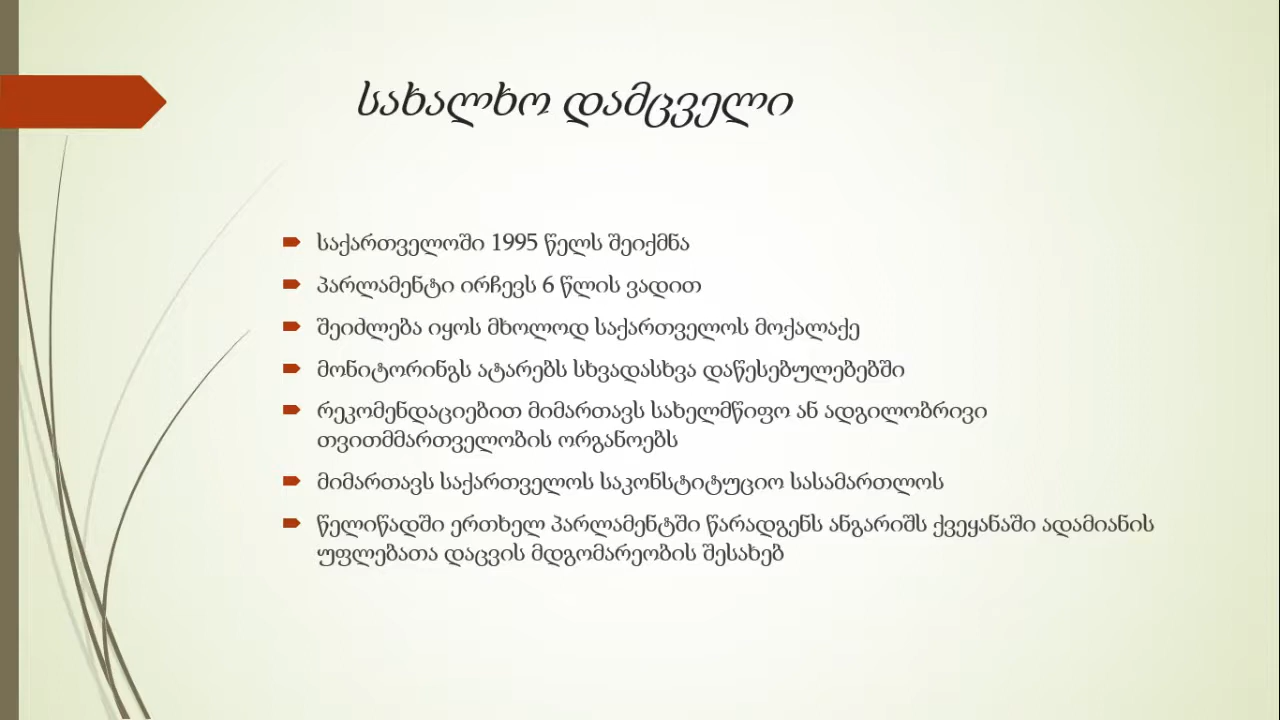 სახალხო დამცველი
საქართველოში 1995 წელს შეიქმნა
პარლამენტი ირჩევს 6 წლის ვადით
შეიძლება იყოს მხოლოდ საქართველოს მოქალაქე
მონიტორინგს ატარებს სხვადასხვა დაწესებულებებში
რეკომენდაციებით მიმართავს სახელმწიფო ან ადგილობრივი
თვითმმართველობის ორგანოებს
მიმართავს საქართველოს საკონსტიტუციო სასამართლოს
წელიწადში ერთხელ პარლამენტში წარადგენს ანგარიშს ქვეყანაში ადამიანის
უფლებათა დაცვის მდგომარეობის შესახებ